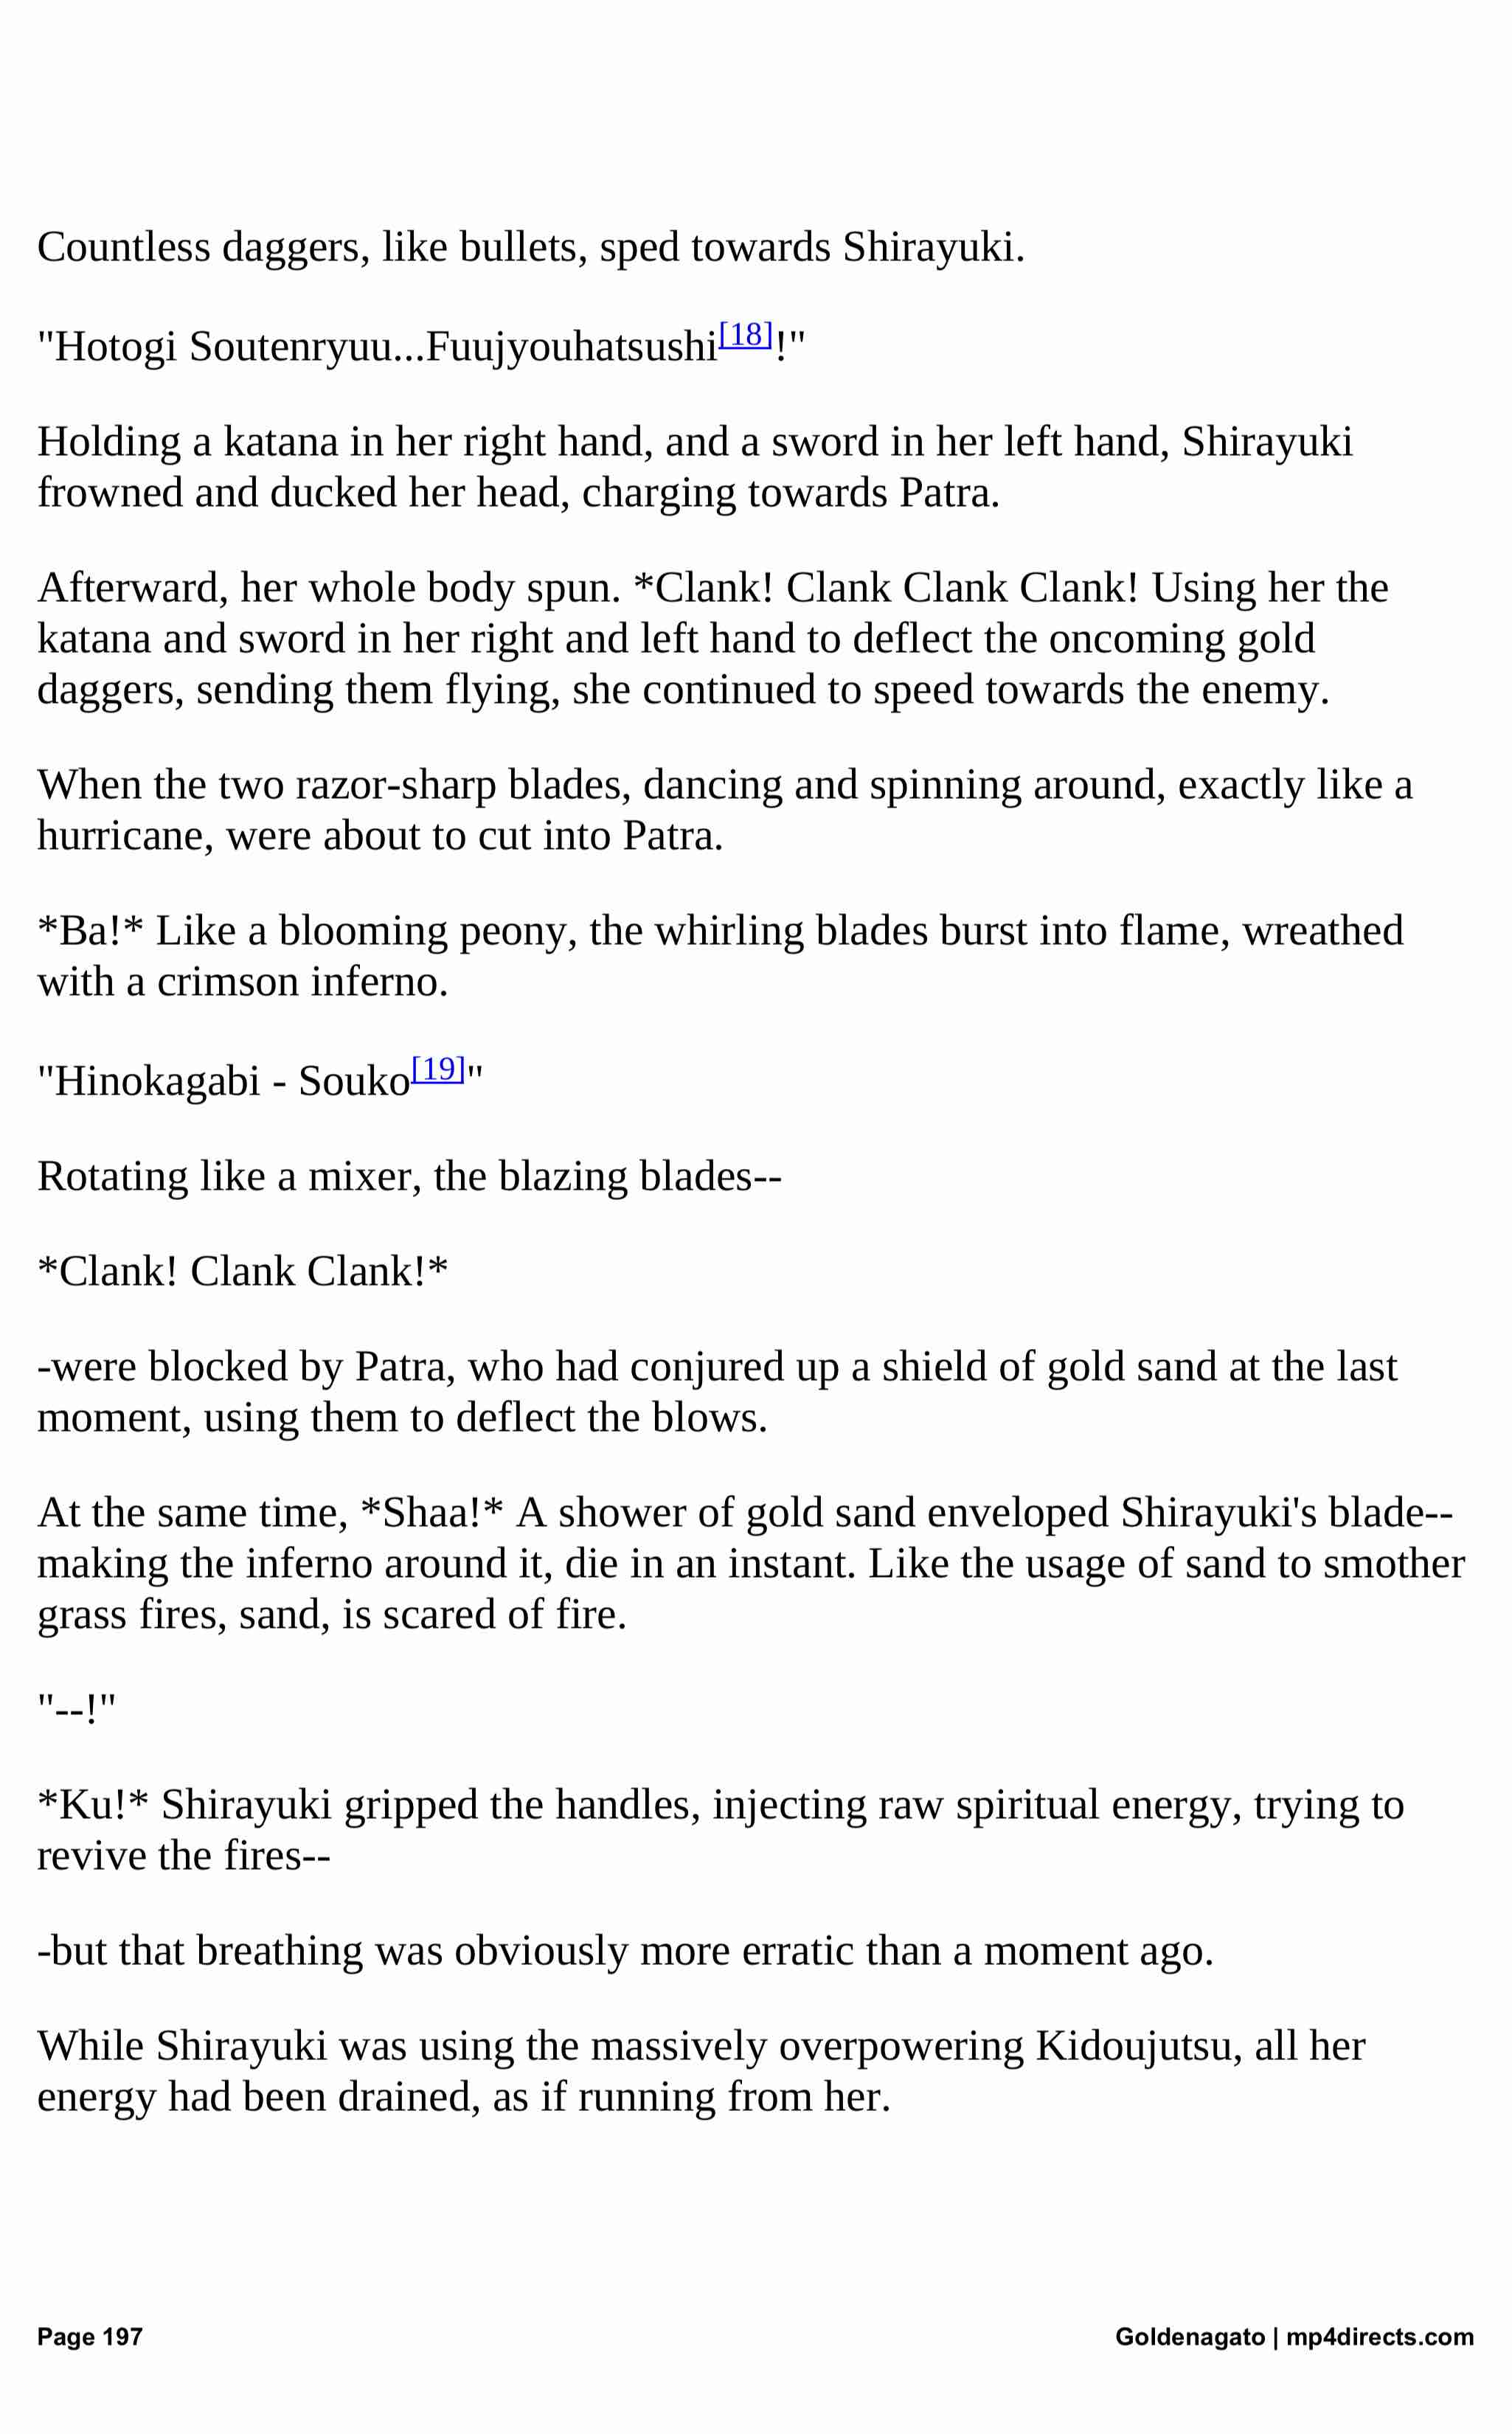 Countless daggers, like bullets, sped towards Shirayuki.
"Hotogi Soutenryuu...Fuujyouhatsushi[18]!"
Holding a katana in her right hand, and a sword in her left hand, Shirayuki
frowned and ducked her head, charging towards Patra.
Afterward, her whole body spun. *Clank! Clank Clank Clank! Using her the
katana and sword in her right and left hand to deflect the oncoming gold
daggers, sending them flying, she continued to speed towards the enemy.
When the two razor-sharp blades, dancing and spinning around, exactly like a
hurricane, were about to cut into Patra.
*Ba!* Like a blooming peony, the whirling blades burst into flame, wreathed
with a crimson inferno.
"Hinokagabi - Souko[19]"
Rotating like a mixer, the blazing blades--
*Clank! Clank Clank!*
-were blocked by Patra, who had conjured up a shield of gold sand at the last
moment, using them to deflect the blows.
At the same time, *Shaa!* A shower of gold sand enveloped Shirayuki's blade--
making the inferno around it, die in an instant. Like the usage of sand to smother
grass fires, sand, is scared of fire.
"--!"
*Ku!* Shirayuki gripped the handles, injecting raw spiritual energy, trying to
revive the fires--
-but that breathing was obviously more erratic than a moment ago.
While Shirayuki was using the massively overpowering Kidoujutsu, all her
energy had been drained, as if running from her.
Page 197
Goldenagato | mp4directs.com